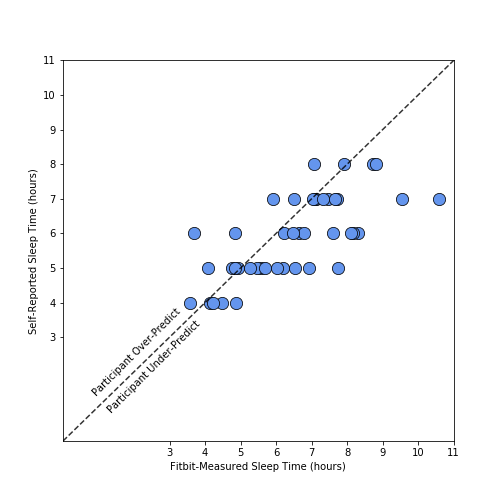 11
10
9
8
7
6
5
4
3
Self-Reported Sleep Time (hours)
Participant Over-Predict
Participant Under-Predict
3 4 5 6 7 8 9 10 11
Fitbit-Measured Sleep Time (hours)